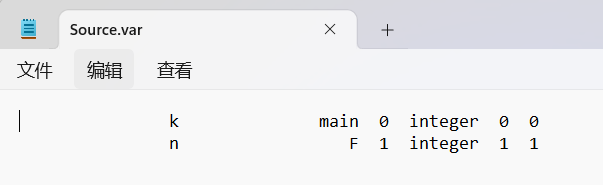 Source.var
文件 编辑 查看
k main 0 integer 0 0
n F 1 integer 1 1